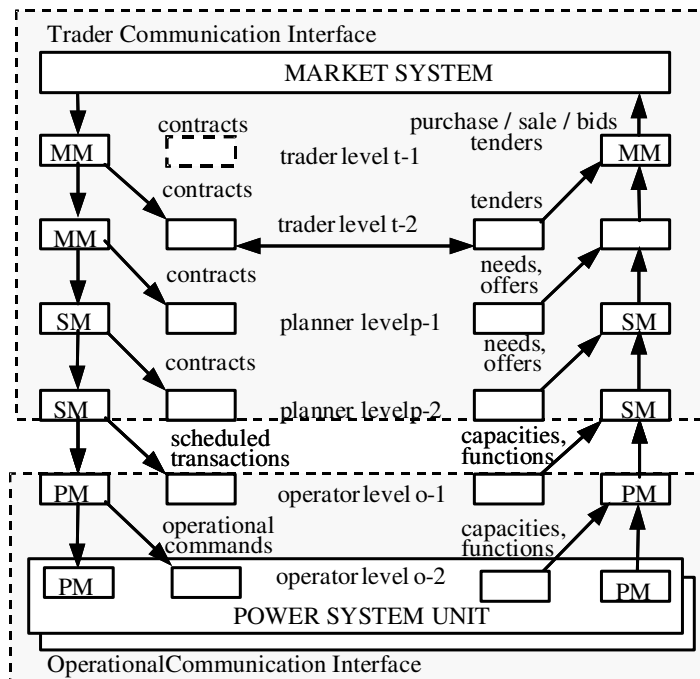 Trader Communication Interface
MARKET SYSTEM
contracts
purchase / sale / bids
tenders
MM
trader level t-1
MM
contracts
tenders
MM
trader level t-2
contracts
needs,
offers
SM
planner levelp-1
SM
contracts
needs,
offers
SM
planner levelp-2
SM
scheduled
transactions
capacities,
functions
PM
operator level o-1
PM
operational
commands
capacities,
functions
PM
operator level o-2
PM
POWER SYSTEM UNIT
OperationalCommunication Interface